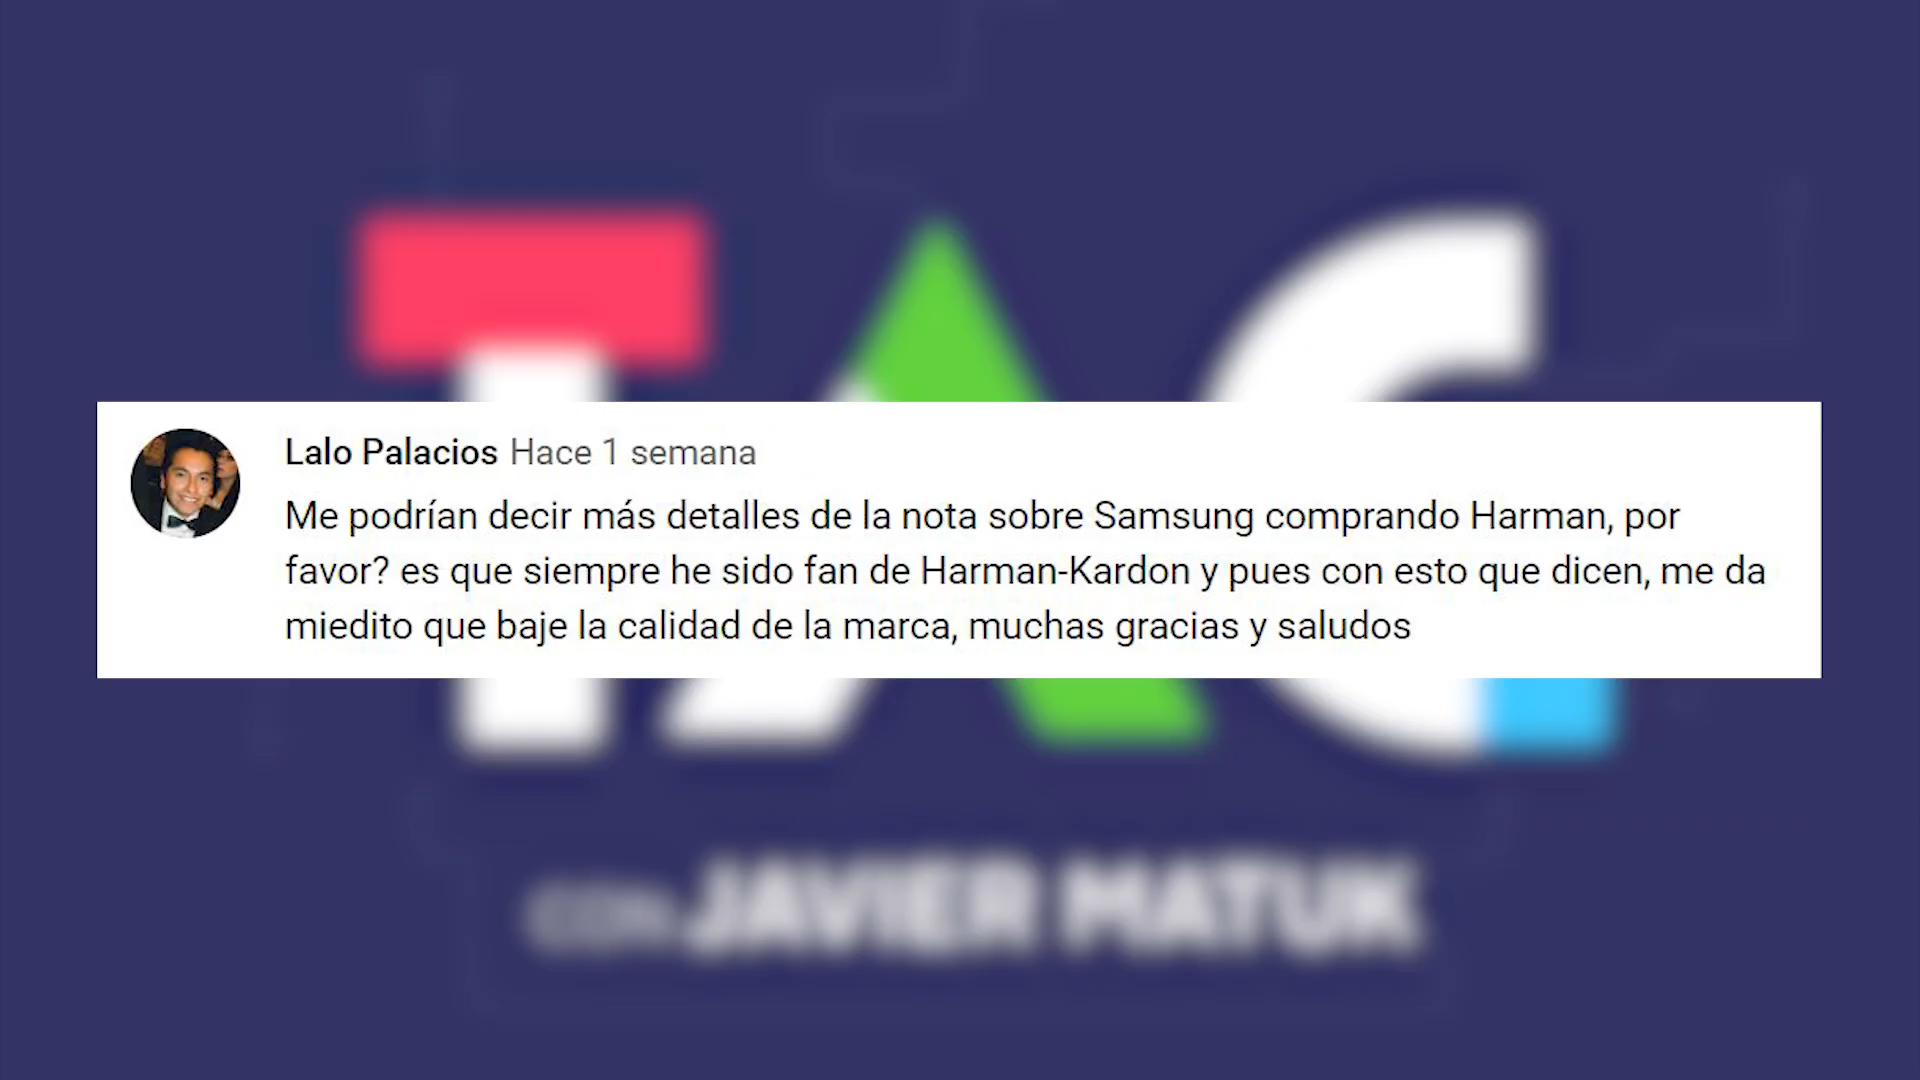 TAC
Lalo Palacios Hace 1 semana
Me podrían decir más detalles de la nota sobre Samsung comprando Harman, por
favor? es que siempre he sido fan de Harman-Kardon y pues con esto que dicen, me da
miedito que baje la calidad de la marca, muchas gracias y saludos
CON JAVIER MATUK